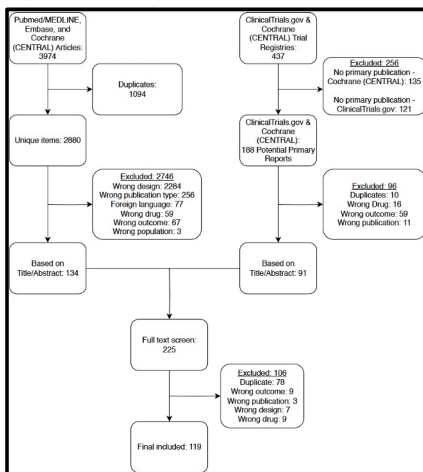 Pubmed/MEDLINE,
Embase, and
Cochrane
(CENTRAL) Articles:
3974
Duplicates:
1094
Unique items: 2880
Excluded: 2746
Wrong design: 2284
Wrong publication type: 256
Foreign language: 77
Wrong drug: 59
Wrong outcome: 67
Wrong population: 3
Based on
Title/Abstract: 134
ClinicalTrials.gov &
Cochrane
(CENTRAL) Trial
Registries:
437
Excluded: 256
No primary publication -
Cochrane (CENTRAL): 135
No primary publication -
ClinicalTrials.gov: 121
ClinicalTrials.gov &
Cochrane
(CENTRAL):
188 Potential Primary
Reports
Excluded: 96
Duplicates: 10
Wrong Drug: 16
Wrong outcome: 59
Wrong publication: 11
Based on
Title/Abstract: 91
Full text screen:
225
Excluded: 106
Duplicate: 78
Wrong outcome: 9
Wrong publication: 3
Wrong design: 7
Wrong drug: 9
Final included: 119